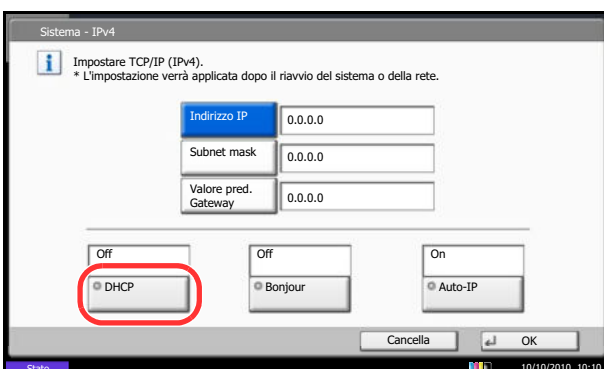 Sistema - IPv4
Impostare TCP/IP (IPv4).
* L'impostazione verrà applicata dopo il riavvio del sistema o della rete.
Indirizzo IP 0.0.0.0
Subnet mask 0.0.0.0
Valore pred.
Gateway 0.0.0.0
Off Off On
DHCP Bonjour Auto-IP
Cancella OK
Stato 10/10/2010 10:10